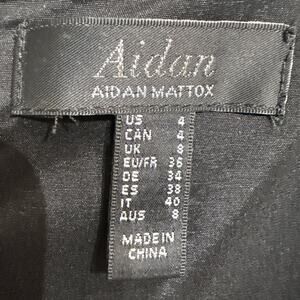 Aidan
AIDAN MATTOX
US 4
CAN 4
UK 8
EU/FR 36
DE 34
ES 38
IT 40
AUS 8
MADE IN
CHINA